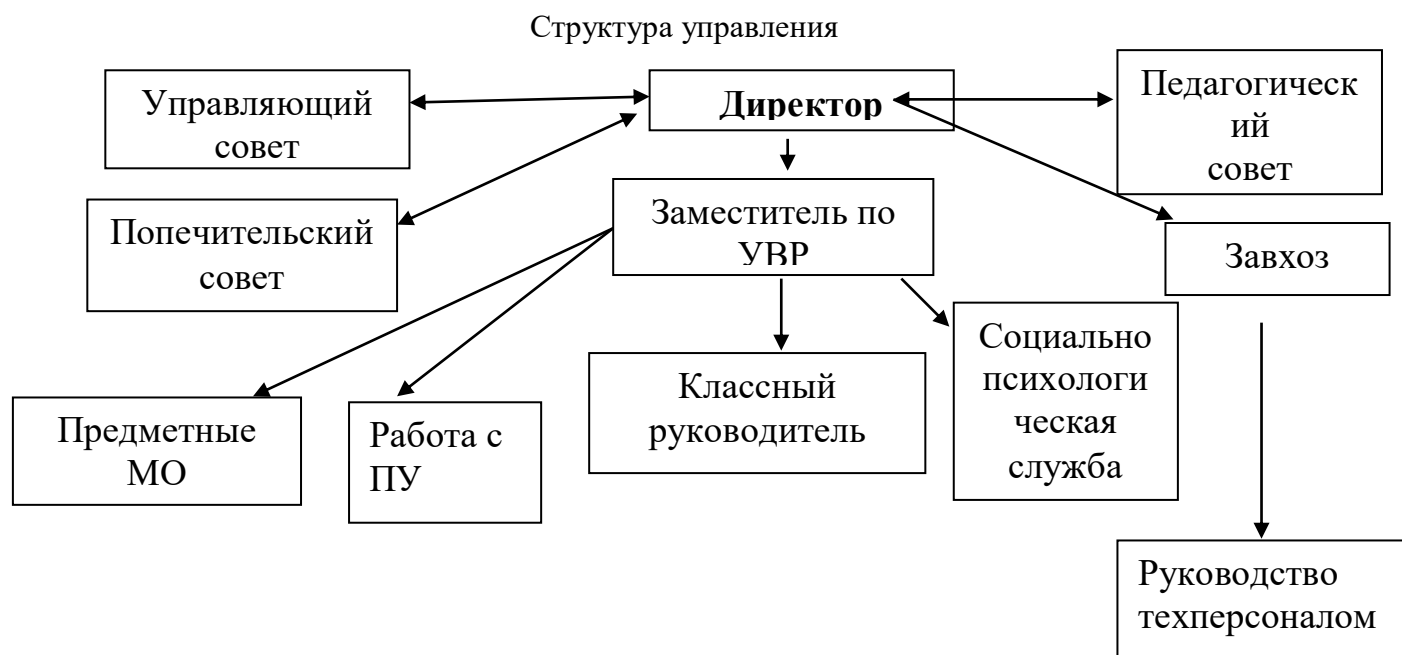 Структура управления
Управляющий
совет
Директор
Педагогическ
ий
совет
Попечительский
совет
Заместитель по
УВР
Завхоз
Предметные
МО
Работа с
ПУ
Классный
руководитель
Социально
психологи
ческая
служба
Руководство
техперсоналом